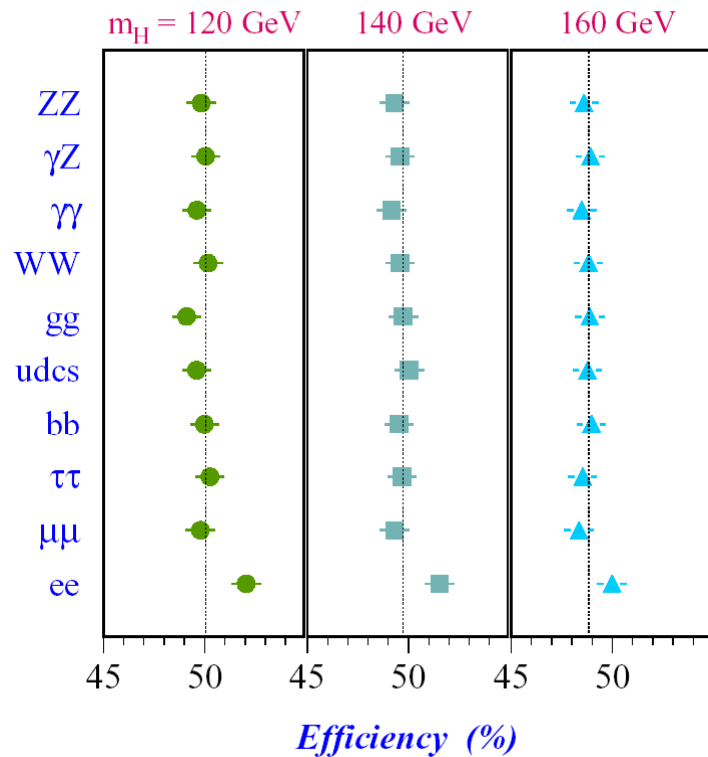 m_H = 120 GeV 140 GeV 160 GeV
ZZ
γZ
γγ
WW
gg
udcs
bb
ττ
μμ
ee
45 50 45 50 45 50
Efficiency (%)